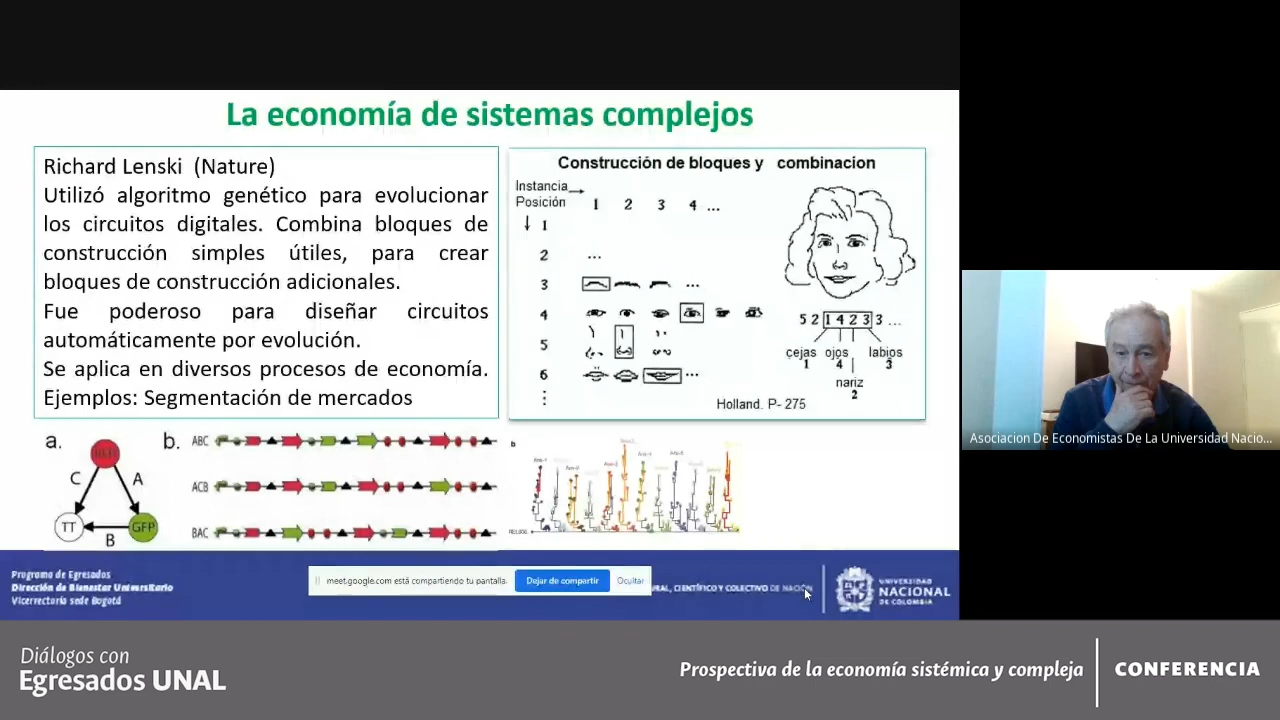 La economía de sistemas complejos
Richard Lenski (Nature)
Utilizó algoritmo genético para evolucionar
los circuitos digitales. Combina bloques de
construcción simples útiles, para crear
bloques de construcción adicionales.
Fue poderoso para diseñar circuitos
automáticamente por evolución.
Se aplica en diversos procesos de economía.
Ejemplos: Segmentación de mercados
Construcción de bloques y combinacíon
Instancia
Posición
1 2 3 4 ...
1
2 ...
3 ...
4
5
6 ...
5 2 1 4 2 3 3 ...
cejas ojos labios
1 4 3
nariz
2
Holland. P- 275
a.
C A
TT GFP
B
b.
ABC
ACB
BAC
b
Programa de Egresados
Dirección de Bienestar Universitario
Vicerrectoría sede Bogotá
meet.google.com está compartiendo tu pantalla.
Dejar de compartir
Ocultar
CIENTÍFICO Y COLECTIVO DE NACIÓN
UNIVERSIDAD
NACIONAL
DE COLOMBIA
Asociacion De Economistas De La Universidad Nacio...
Diálogos con
Egresados UNAL
Prospectiva de la economía sistémica y compleja
CONFERENCIA